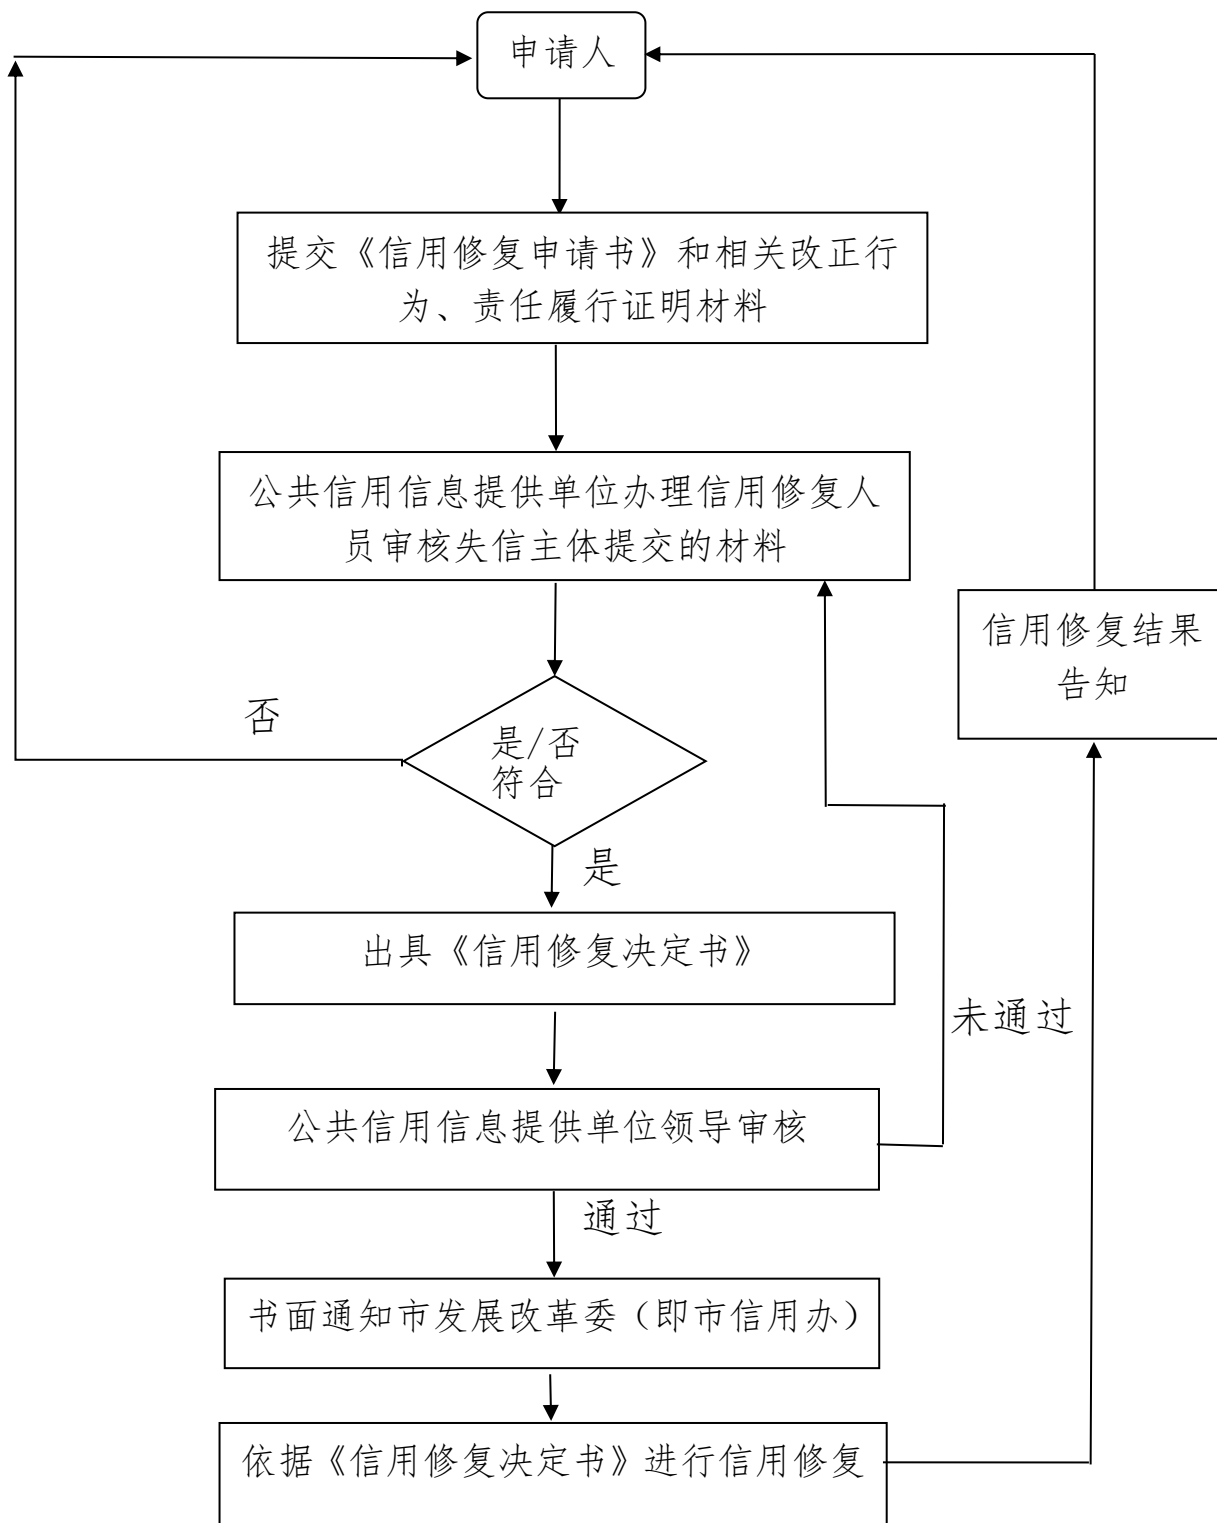 申请人
提交《信用修复申请书》和相关改正行
为、责任履行证明材料
公共信用信息提供单位办理信用修复人
员审核失信主体提交的材料
信用修复结果
告知
否
是/否
符合
是
出具《信用修复决定书》
未通过
公共信用信息提供单位领导审核
通过
书面通知市发展改革委（即市信用办）
依据《信用修复决定书》进行信用修复